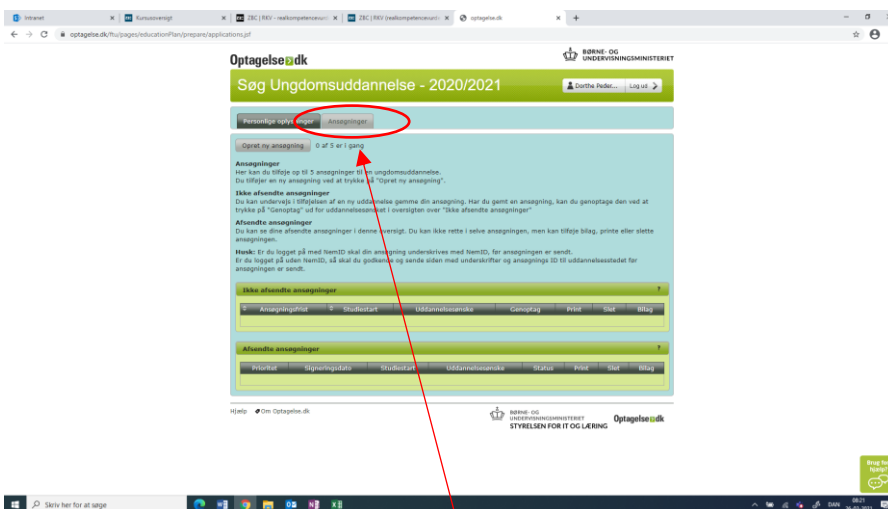 Intranet
Kursusoversigt
ZBC | RKV - realkompetencevurd
ZBC | RKV (realkompetencevurd
optagelse.dk
optagelse.dk/ftu/pages/educationPlan/prepare/applications.jsf
Optagelse dk
BØRNE- OG
UNDERVISNINGSMINISTERIET
Søg Ungdomsuddannelse - 2020/2021
Dorthe Peder...
Log ud
Personlige oplysninger
Ansøgninger
Opret ny ansøgning
0 af 5 er i gang
Ansøgninger
Her kan du tilføje op til 5 ansøgninger til en ungdomsuddannelse.
Du tilføjer en ny ansøgning ved at trykke på "Opret ny ansøgning".
Ikke afsendte ansøgninger
Du kan undervejs i tilføjelsen af en ny uddannelse gemme din ansøgning. Har du gemt en ansøgning, kan du genoptage den ved at
trykke på "Genoptag" ud for uddannelsesønsket i oversigten over "Ikke afsendte ansøgninger"
Afsendte ansøgninger
Du kan se dine afsendte ansøgninger i denne oversigt. Du kan ikke rette i selve ansøgningen, men kan tilføje bilag, printe eller slette
ansøgningen.
Husk: Er du logget på med NemID skal din ansøgning underskrives med NemID, før ansøgningen er sendt.
Er du logget på uden NemID, så skal du godkende og sende siden med underskrifter og ansøgnings ID til uddannelsesstedet før
ansøgningen er sendt.
Ikke afsendte ansøgninger ?
Ansøgningsfrist Studiestart Uddannelsesønske Genoptag Print Slet Bilag
Afsendte ansøgninger ?
Prioritet Signeringsdato Studiestart Uddannelsesønske Status Print Slet Bilag
Hjælp Om Optagelse.dk
BØRNE- OG
UNDERVISNINGSMINISTERIET
STYRELSEN FOR IT OG LÆRING
Optagelse dk
Brug for
hjælp?
Skriv her for at søge
DAN
08:21